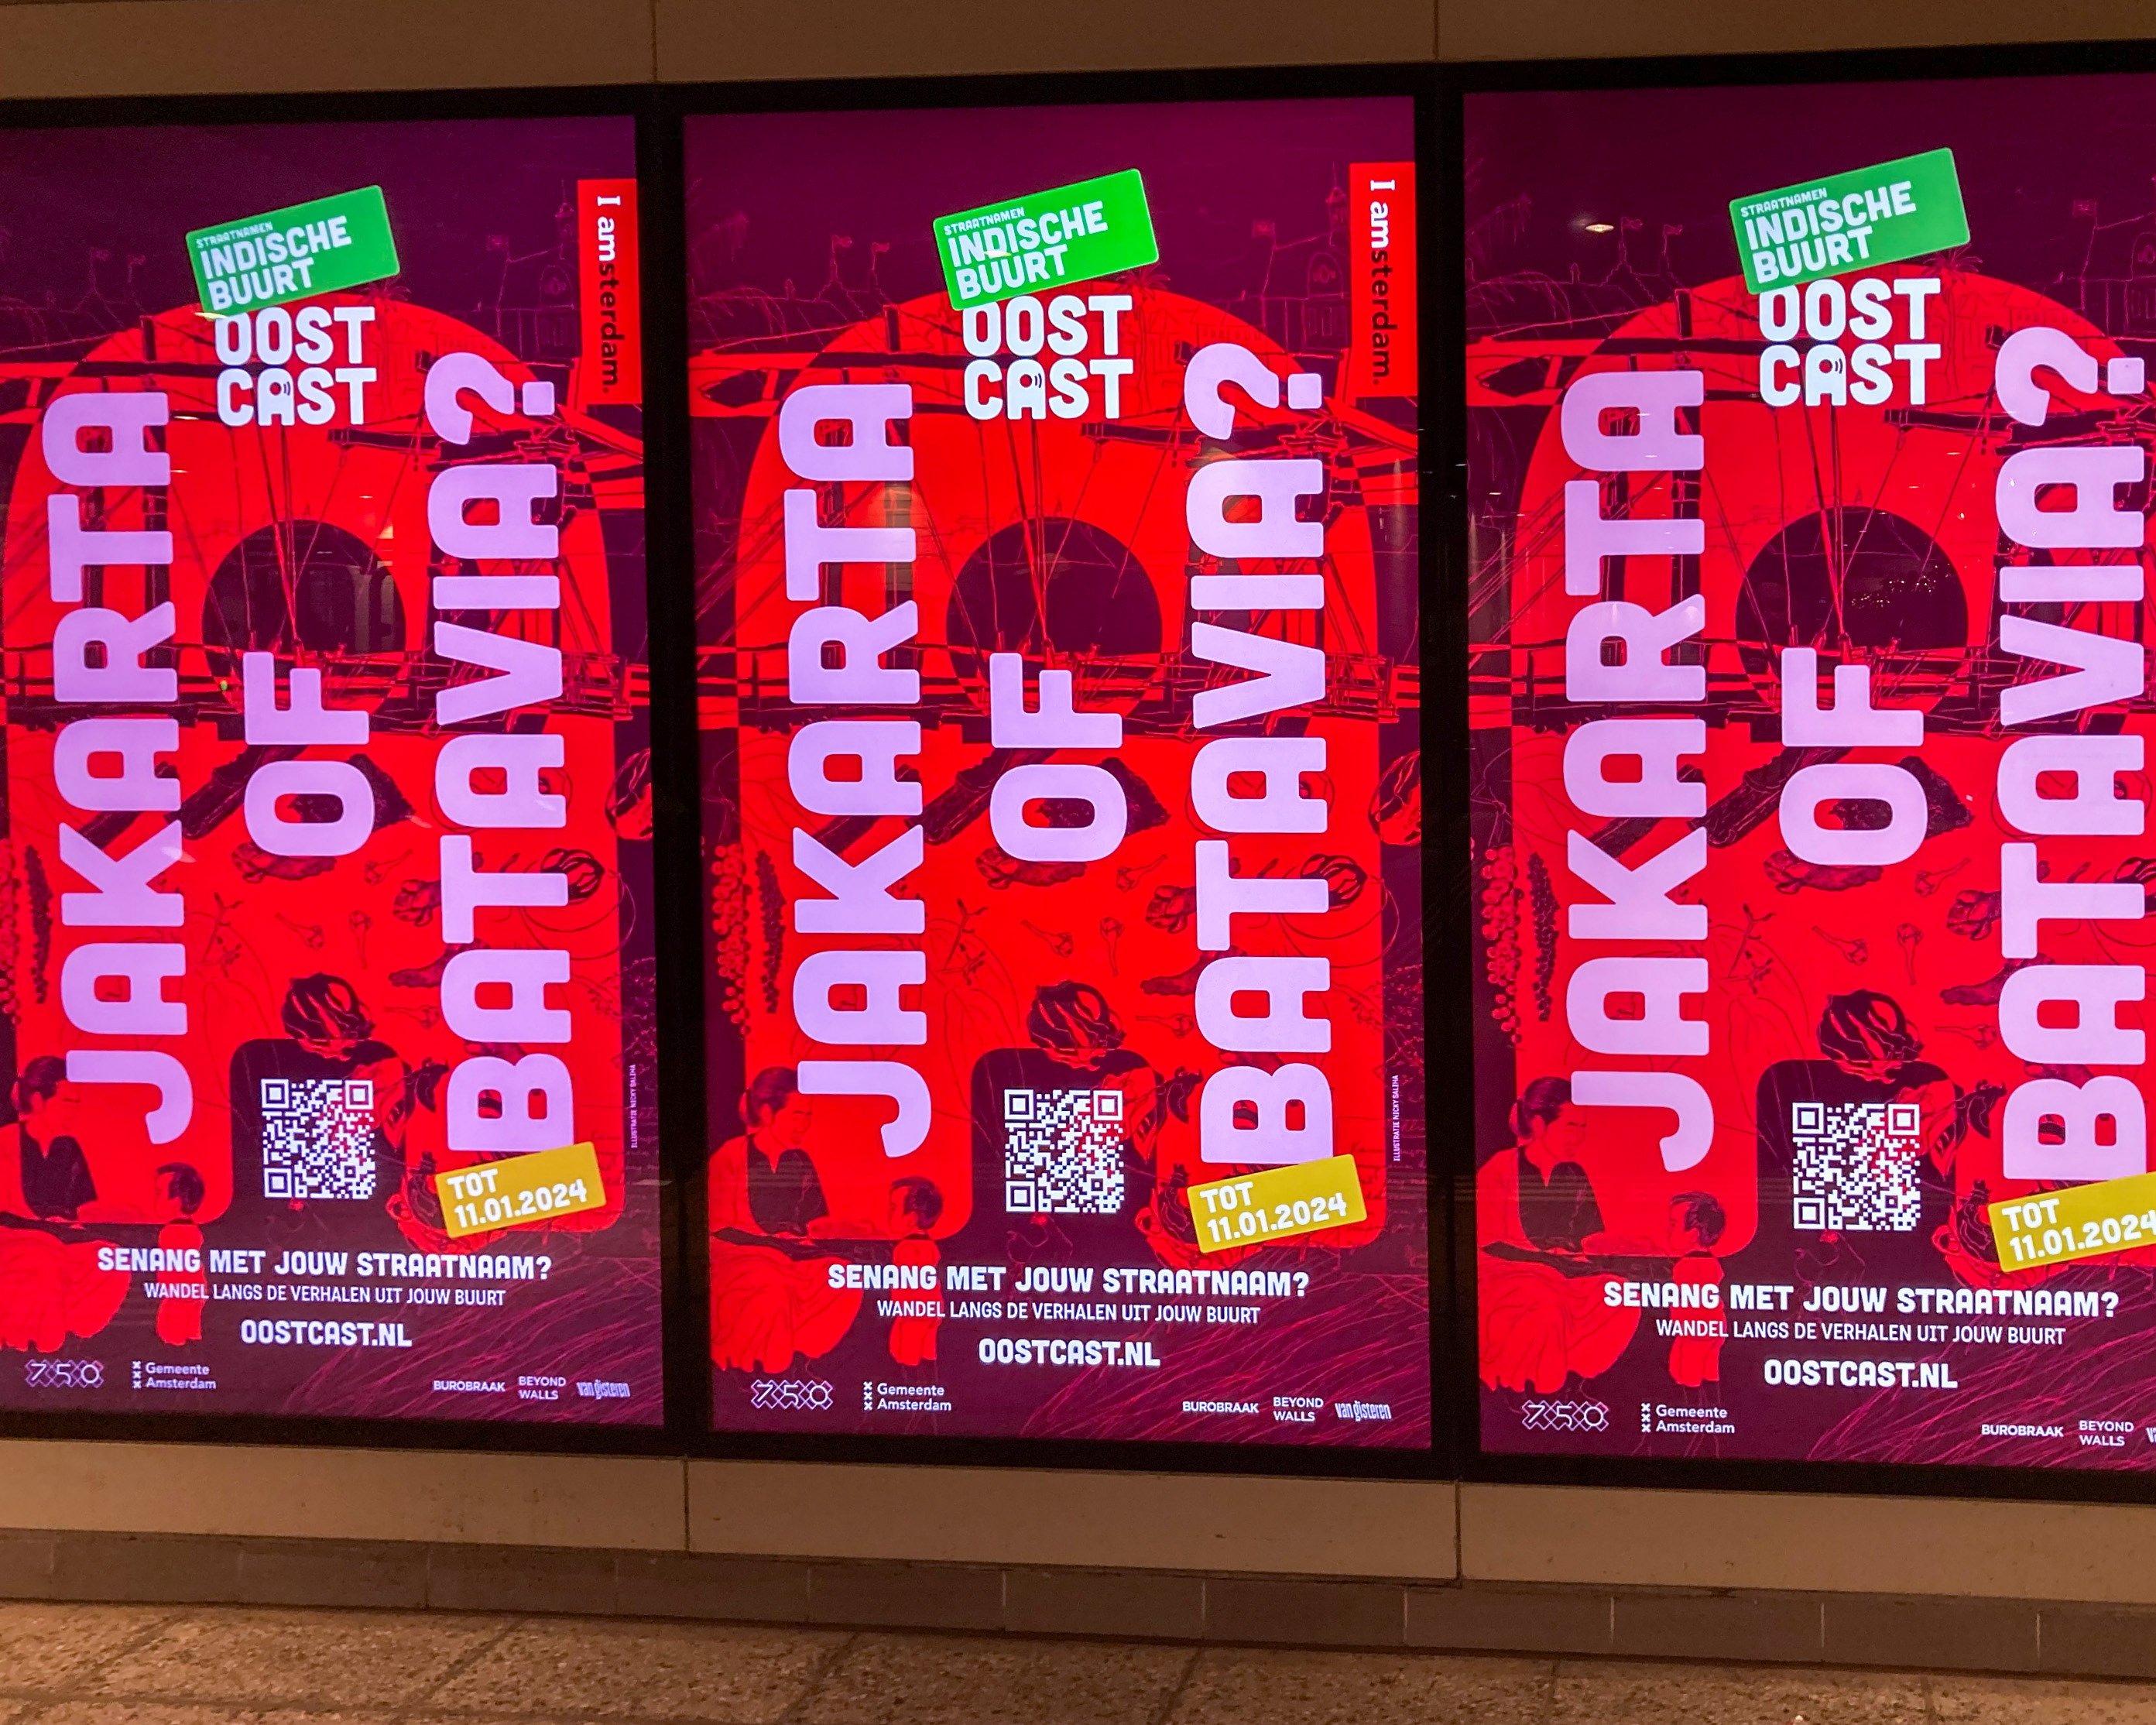 STRAATNAMEN
INDISCHE
BUURT
OOST
CAST
I amsterdam.
JAKARTA
OF
BATAVIA?
ILLUSTRATIE NICKY SALEHA
TOT
11.01.2024
SENANG MET JOUW STRAATNAAM?
WANDEL LANGS DE VERHALEN UIT JOUW BUURT
OOSTCAST.NL
750
Gemeente
Amsterdam
BUROBRAAK
BEYOND
WALLS
van gisteren
STRAATNAMEN
INDISCHE
BUURT
OOST
CAST
I amsterdam.
JAKARTA
OF
BATAVIA?
ILLUSTRATIE NICKY SALEHA
TOT
11.01.2024
SENANG MET JOUW STRAATNAAM?
WANDEL LANGS DE VERHALEN UIT JOUW BUURT
OOSTCAST.NL
750
Gemeente
Amsterdam
BUROBRAAK
BEYOND
WALLS
van gisteren
STRAATNAMEN
INDISCHE
BUURT
OOST
CAST
JAKARTA
OF
BATAVIA?
TOT
11.01.2024
SENANG MET JOUW STRAATNAAM?
WANDEL LANGS DE VERHALEN UIT JOUW BUURT
OOSTCAST.NL
750
Gemeente
Amsterdam
BUROBRAAK
BEYOND
WALLS